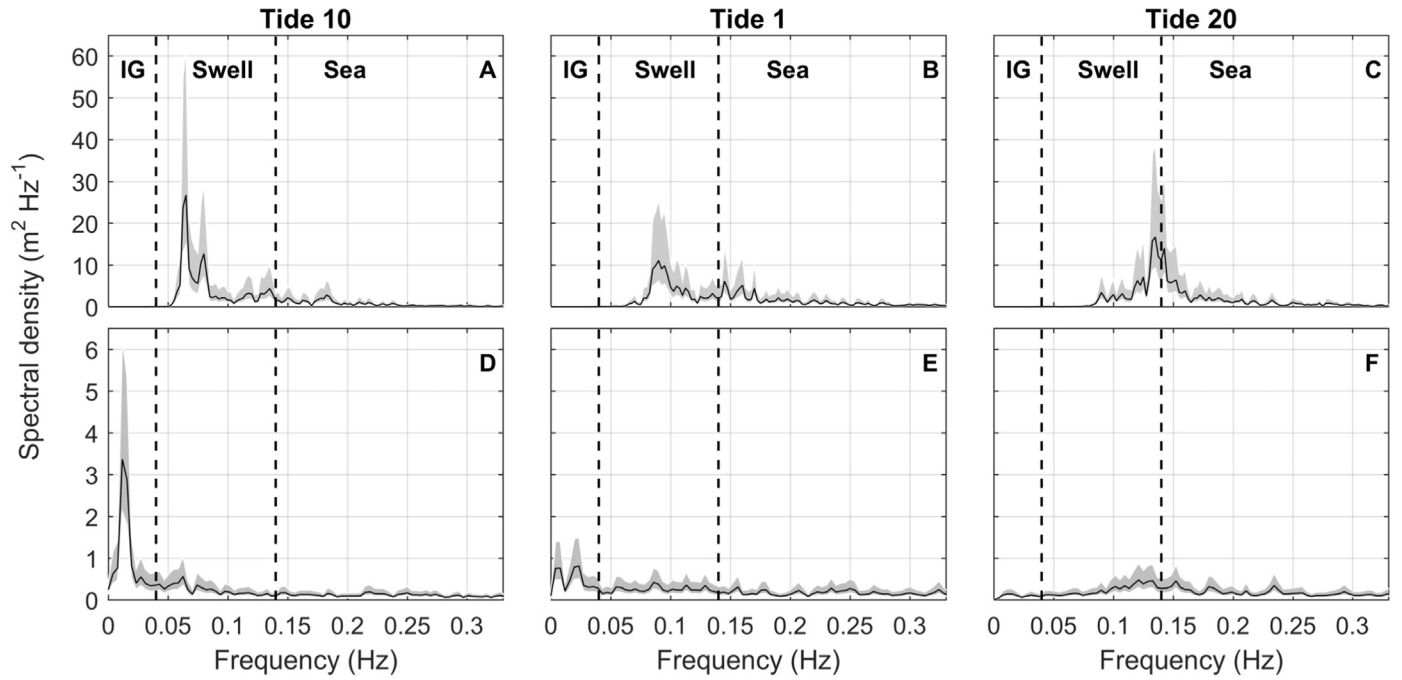 Tide 10 Tide 1 Tide 20
60 IG Swell Sea A IG Swell Sea B IG Swell Sea C
50
40
30
20
10
0
Spectral density (m² Hz⁻¹)
6 D E F
5
4
3
2
1
0
0 0.05 0.1 0.15 0.2 0.25 0.3 0 0.05 0.1 0.15 0.2 0.25 0.3 0 0.05 0.1 0.15 0.2 0.25 0.3
Frequency (Hz) Frequency (Hz) Frequency (Hz)